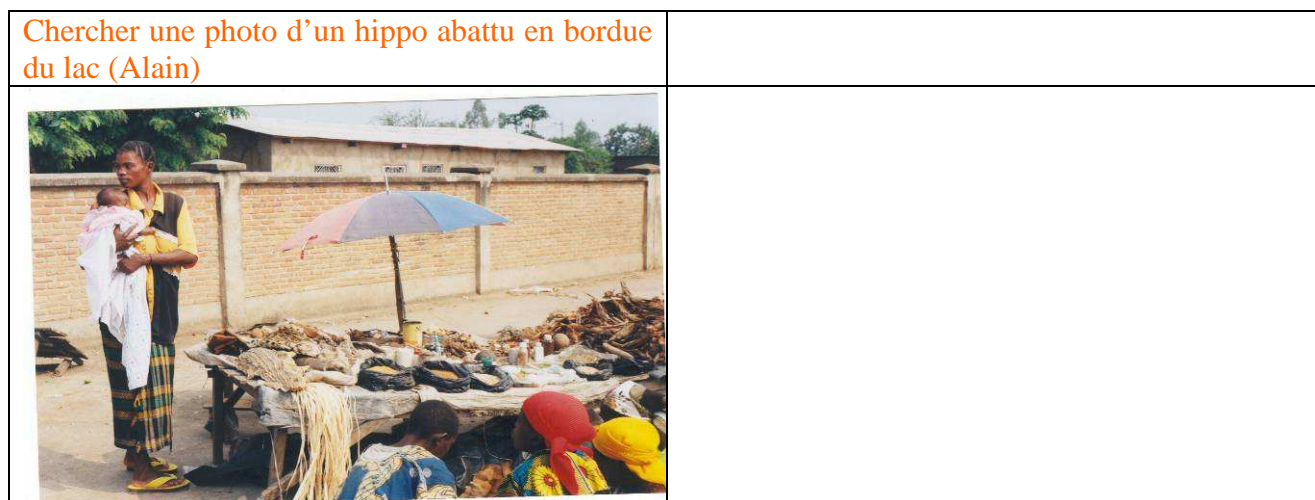 Chercher une photo d’un hippo abattu en bordue
du lac (Alain)